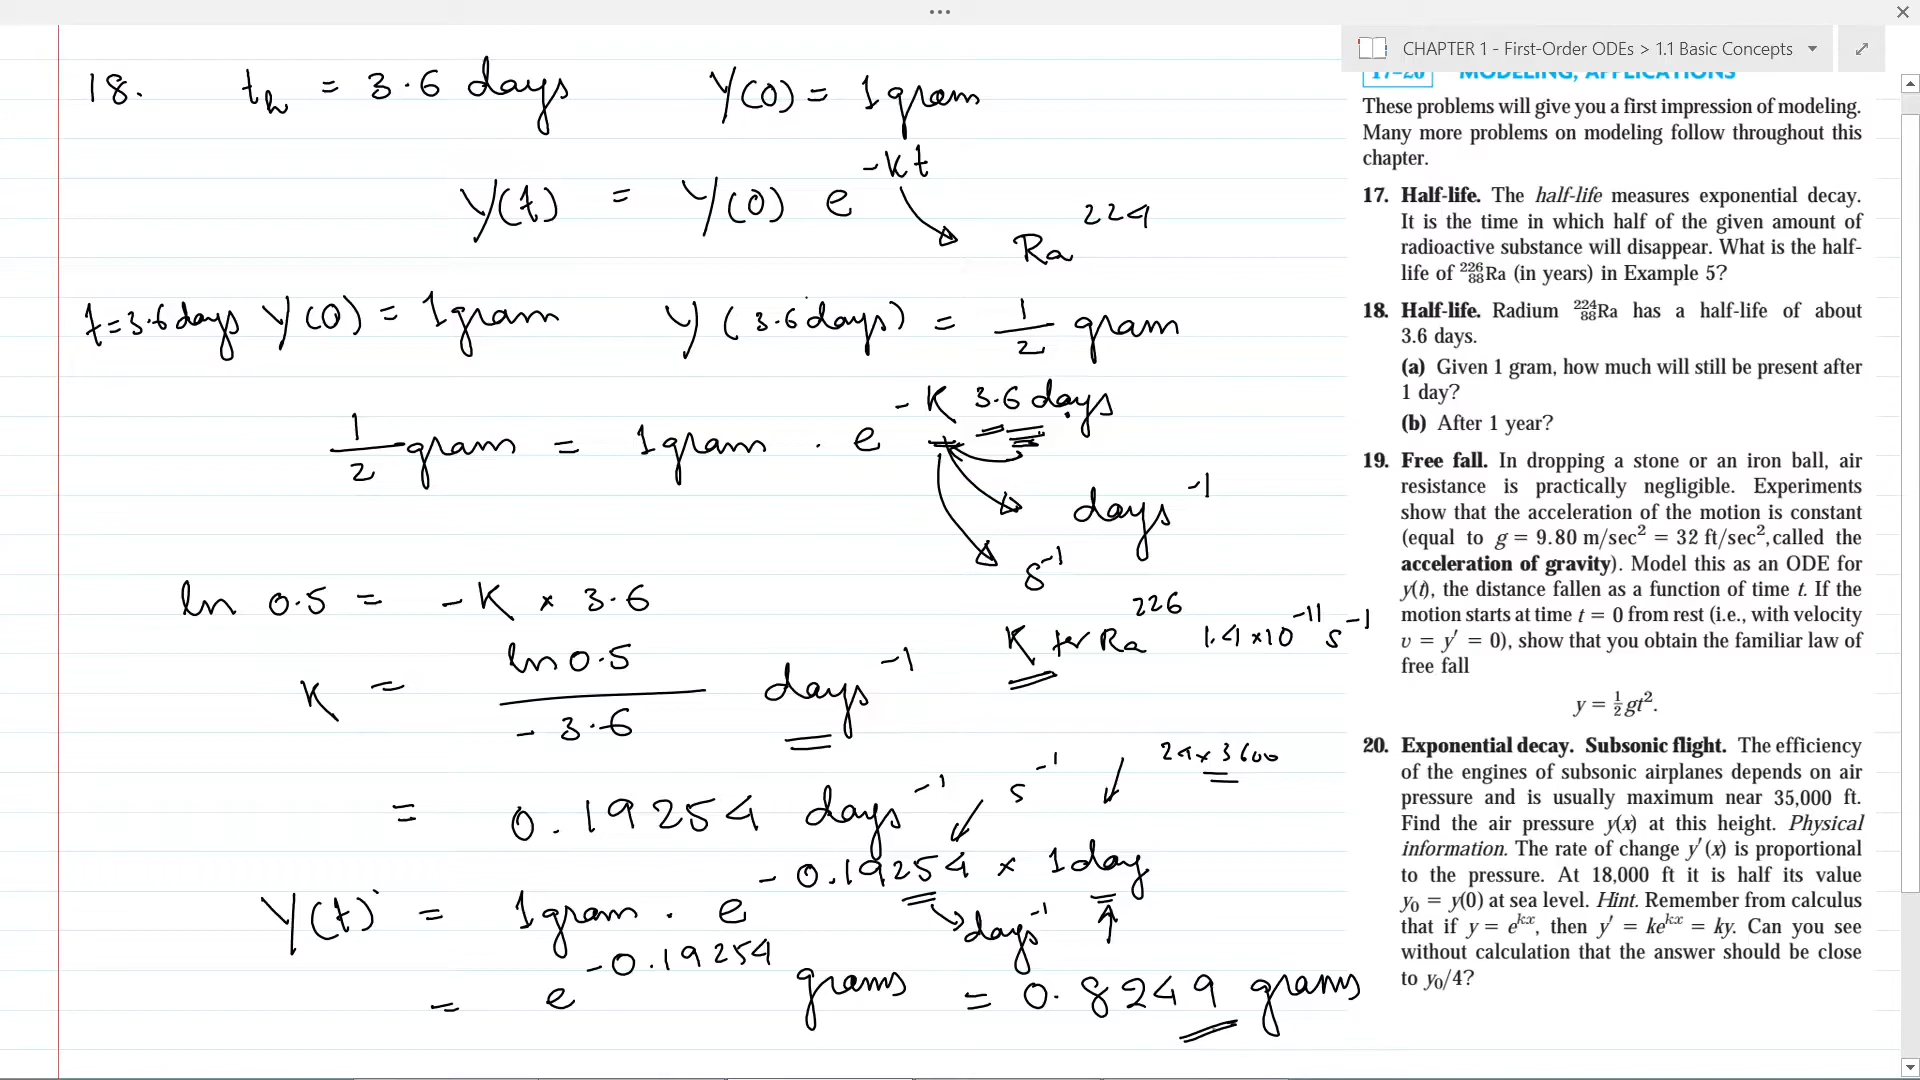 CHAPTER 1 - First-Order ODEs > 1.1 Basic Concepts
18. t_h = 3.6 days Y(0) = 1 gram
Y(t) = Y(0) e^{-Kt}
Ra^{224}
t=3.6 days Y(0) = 1 gram Y(3.6 days) = 1/2 gram
1/2 gram = 1 gram . e^{-K 3.6 days}
days^{-1}
s^{-1}
ln 0.5 = -K × 3.6
K for Ra^{226} 1.4×10^{-11} s^{-1}
K = ln 0.5 / -3.6 days^{-1}
= 0.19254 days^{-1}
s^{-1}
24×3600
Y(t) = 1 gram . e^{-0.19254 × 1 day}
days^{-1}
= e^{-0.19254} grams = 0.8249 grams
17–20 MODELING, APPLICATIONS
These problems will give you a first impression of modeling.
Many more problems on modeling follow throughout this
chapter.
17. Half-life. The half-life measures exponential decay.
It is the time in which half of the given amount of
radioactive substance will disappear. What is the half-
life of ²²⁶₈₈Ra (in years) in Example 5?
18. Half-life. Radium ²²⁴₈₈Ra has a half-life of about
3.6 days.
(a) Given 1 gram, how much will still be present after
1 day?
(b) After 1 year?
19. Free fall. In dropping a stone or an iron ball, air
resistance is practically negligible. Experiments
show that the acceleration of the motion is constant
(equal to g = 9.80 m/sec² = 32 ft/sec², called the
acceleration of gravity). Model this as an ODE for
y(t), the distance fallen as a function of time t. If the
motion starts at time t = 0 from rest (i.e., with velocity
v = y′ = 0), show that you obtain the familiar law of
free fall
y = ½gt².
20. Exponential decay. Subsonic flight. The efficiency
of the engines of subsonic airplanes depends on air
pressure and is usually maximum near 35,000 ft.
Find the air pressure y(x) at this height. Physical
information. The rate of change y′(x) is proportional
to the pressure. At 18,000 ft it is half its value
y₀ = y(0) at sea level. Hint. Remember from calculus
that if y = e^{kx}, then y′ = ke^{kx} = ky. Can you see
without calculation that the answer should be close
to y₀/4?